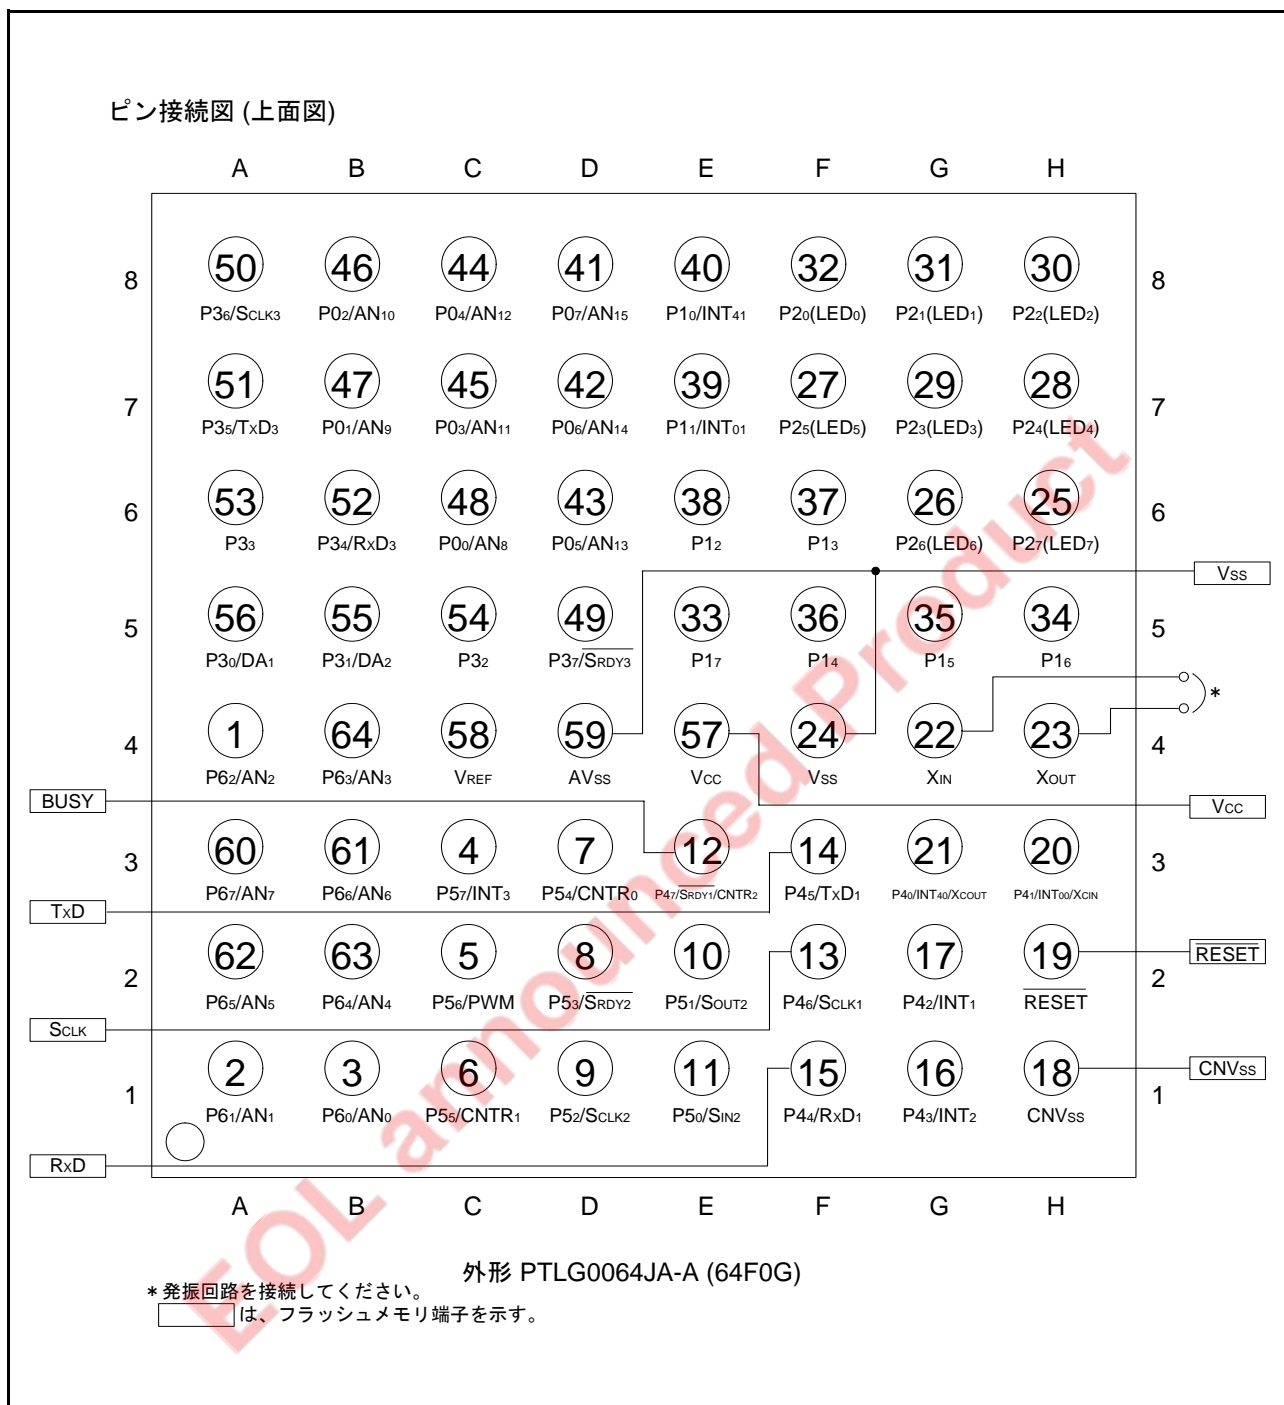 ピン接続図 (上面図)
A B C D E F G H
8 50 46 44 41 40 32 31 30 8
P36/SCLK3 P02/AN10 P04/AN12 P07/AN15 P10/INT41 P20(LED0) P21(LED1) P22(LED2)
7 51 47 45 42 39 27 29 28 7
P35/TXD3 P01/AN9 P03/AN11 P06/AN14 P11/INT01 P25(LED5) P23(LED3) P24(LED4)
6 53 52 48 43 38 37 26 25 6
P33 P34/RXD3 P00/AN8 P05/AN13 P12 P13 P26(LED6) P27(LED7)
VSS
5 56 55 54 49 33 36 35 34 5
P30/DA1 P31/DA2 P32 P37/SRDY3 P17 P14 P15 P16
*
4 1 64 58 59 57 24 22 23 4
P62/AN2 P63/AN3 VREF AVSS VCC VSS XIN XOUT
BUSY VCC
3 60 61 4 7 12 14 21 20 3
P67/AN7 P66/AN6 P57/INT3 P54/CNTR0 P47/SRDY1/CNTR2 P45/TXD1 P40/INT40/XCOUT P41/INT00/XCIN
TXD
2 62 63 5 8 10 13 17 19 2 RESET
P65/AN5 P64/AN4 P56/PWM P53/SRDY2 P51/SOUT2 P46/SCLK1 P42/INT1 RESET
SCLK
1 2 3 6 9 11 15 16 18 1 CNVSS
P61/AN1 P60/AN0 P55/CNTR1 P52/SCLK2 P50/SIN2 P44/RXD1 P43/INT2 CNVSS
RXD
A B C D E F G H
外形 PTLG0064JA-A (64F0G)
*発振回路を接続してください。
は、フラッシュメモリ端子を示す。
EOL announced Product